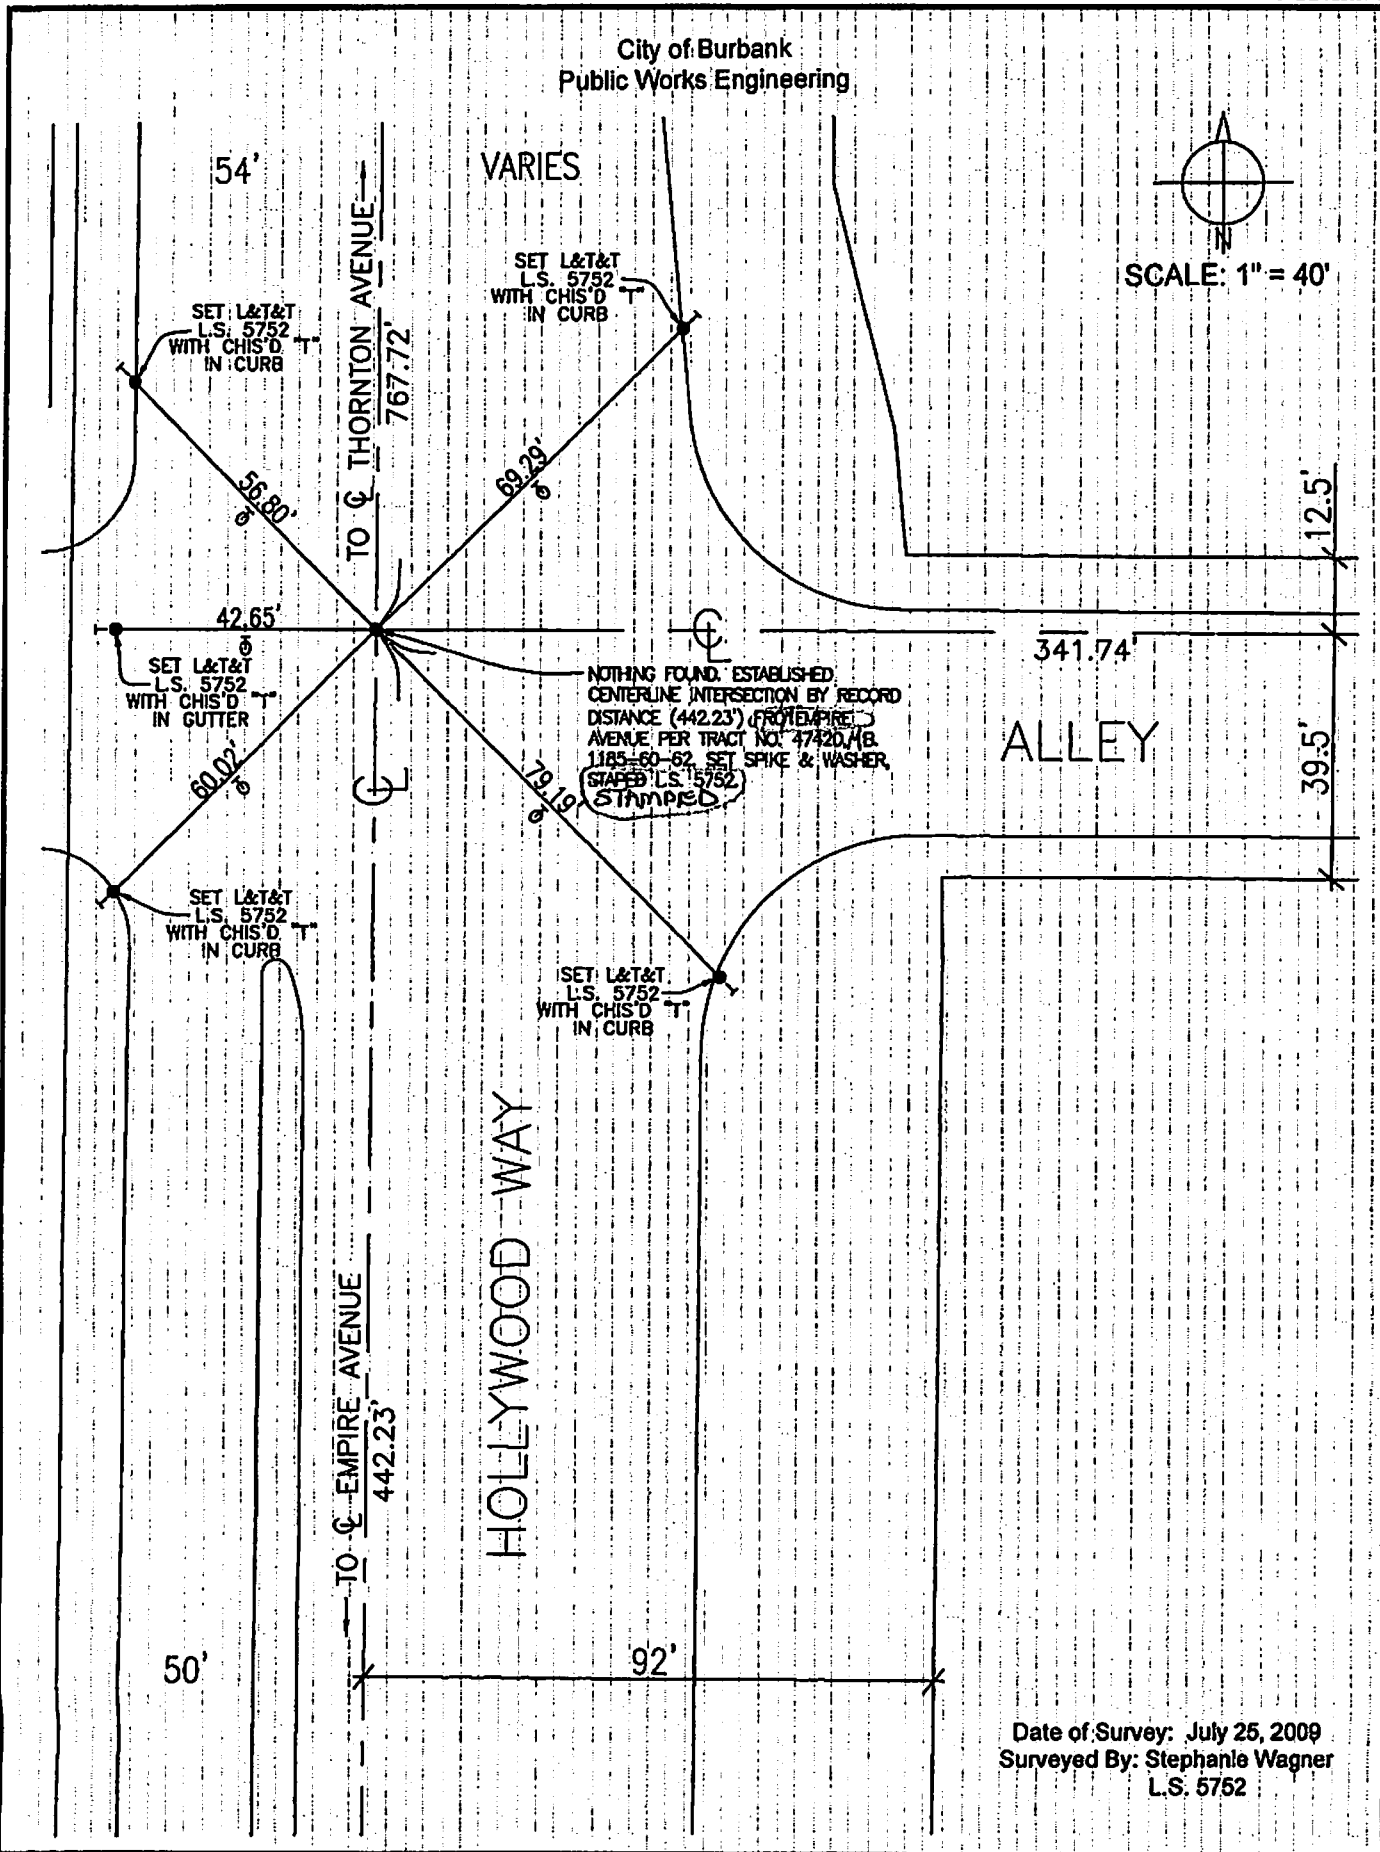 City of Burbank
Public Works Engineering
54'
VARIES
N
SCALE: 1" = 40'
TO ℄ THORNTON AVENUE
767.72'
SET L&T&T
L.S. 5752
WITH CHIS'D "T"
IN CURB
SET L&T&T
L.S. 5752
WITH CHIS'D "T"
IN CURB
56.80'
69.29'
12.5'
42.65'
℄
341.74'
SET L&T&T
L.S. 5752
WITH CHIS'D "T"
IN GUTTER
NOTHING FOUND. ESTABLISHED
CENTERLINE INTERSECTION BY RECORD
DISTANCE (442.23') FROM EMPIRE
AVENUE PER TRACT NO. 47420, M.B.
1185-60-62. SET SPIKE & WASHER,
STAPED L.S. 5752
STAMPED
ALLEY
39.5'
60.02'
79.19'
℄
SET L&T&T
L.S. 5752
WITH CHIS'D "T"
IN CURB
SET L&T&T
L.S. 5752
WITH CHIS'D "T"
IN CURB
HOLLYWOOD WAY
TO ℄ EMPIRE AVENUE
442.23'
50'
92'
Date of Survey: July 25, 2009
Surveyed By: Stephanie Wagner
L.S. 5752